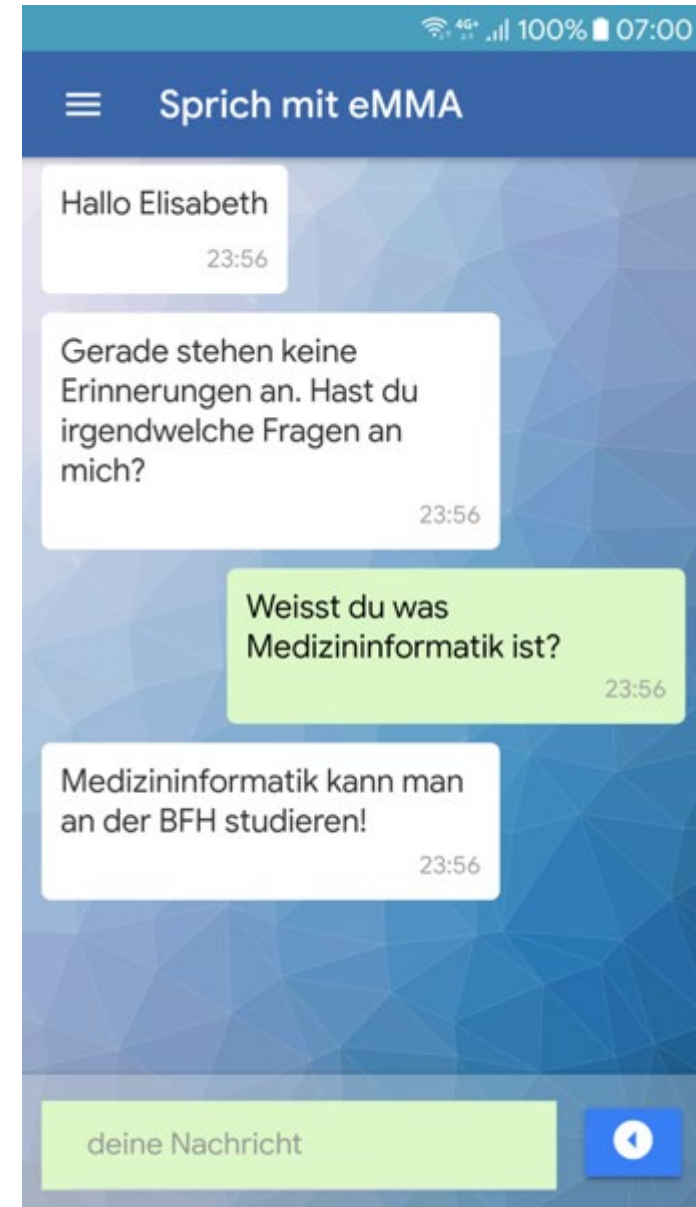 4G+ 100% 07:00
Sprich mit eMMA
Hallo Elisabeth
23:56
Gerade stehen keine
Erinnerungen an. Hast du
irgendwelche Fragen an
mich?
23:56
Weisst du was
Medizininformatik ist?
23:56
Medizininformatik kann man
an der BFH studieren!
23:56
deine Nachricht